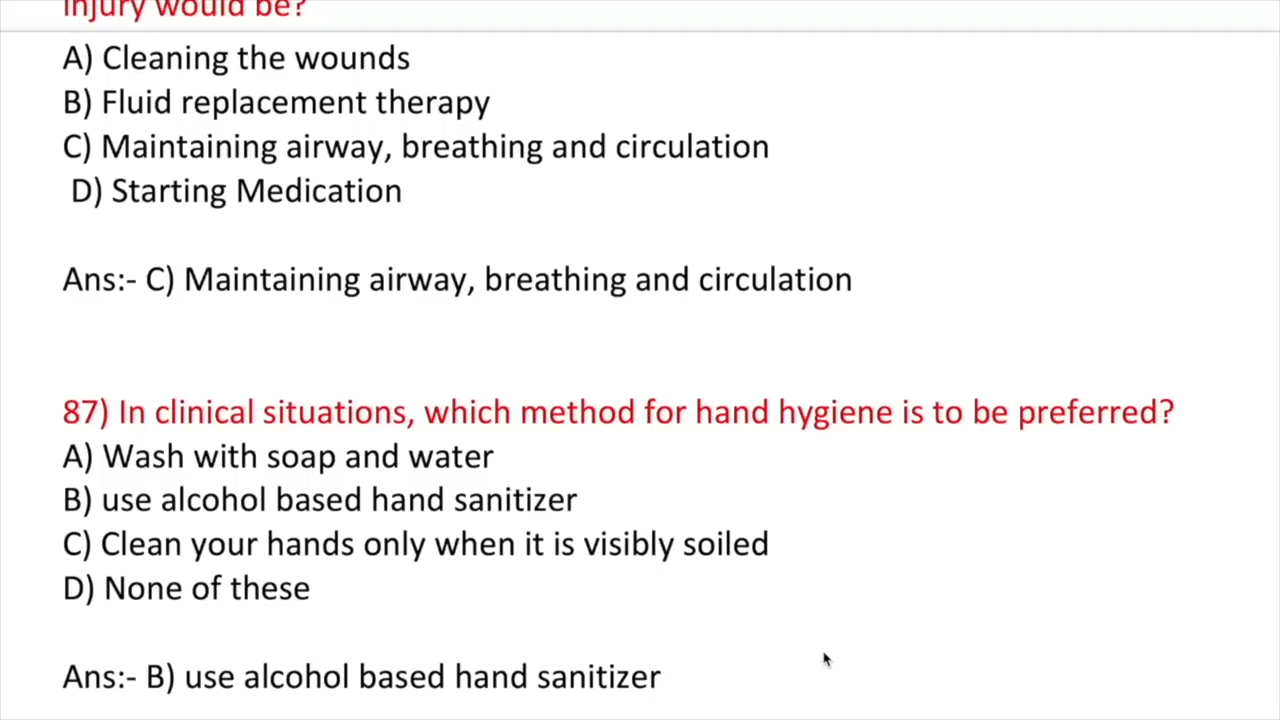 injury would be?
A) Cleaning the wounds
B) Fluid replacement therapy
C) Maintaining airway, breathing and circulation
D) Starting Medication
Ans:- C) Maintaining airway, breathing and circulation
87) In clinical situations, which method for hand hygiene is to be preferred?
A) Wash with soap and water
B) use alcohol based hand sanitizer
C) Clean your hands only when it is visibly soiled
D) None of these
Ans:- B) use alcohol based hand sanitizer